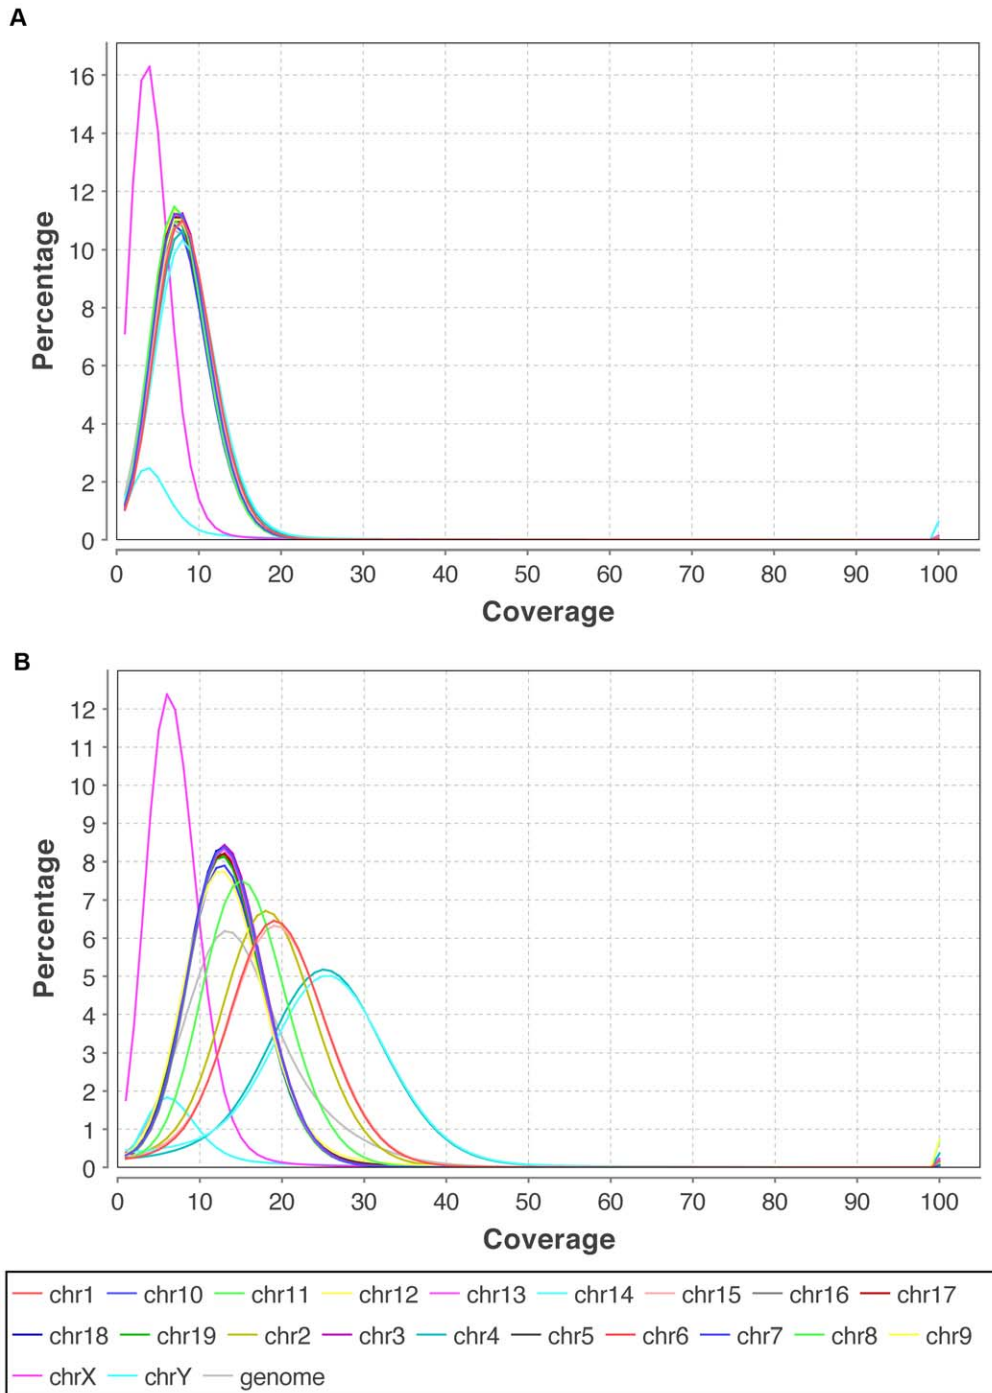 A
16
14
12
10
8
6
4
2
0
Percentage
0 10 20 30 40 50 60 70 80 90 100
Coverage
B
12
11
10
9
8
7
6
5
4
3
2
1
0
Percentage
0 10 20 30 40 50 60 70 80 90 100
Coverage
chr1 chr10 chr11 chr12 chr13 chr14 chr15 chr16 chr17
chr18 chr19 chr2 chr3 chr4 chr5 chr6 chr7 chr8 chr9
chrX chrY genome